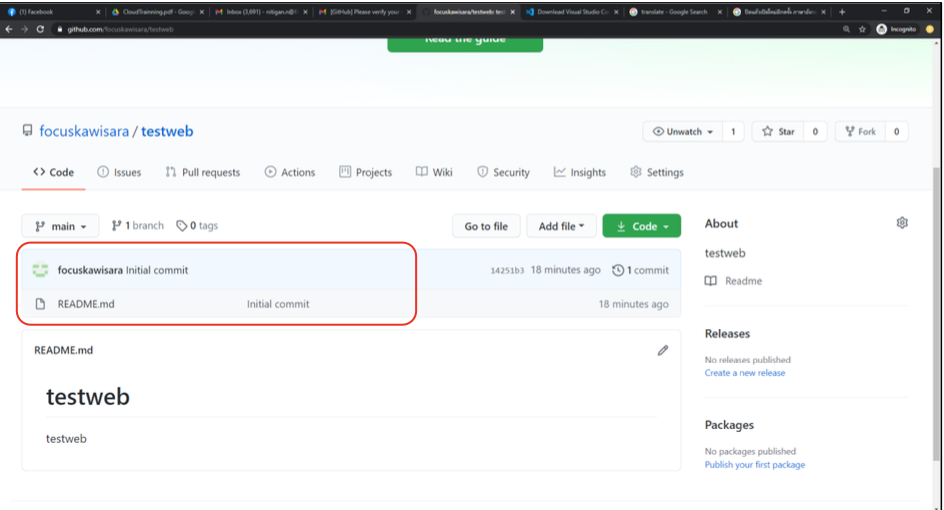 (1) Facebook
CloudTrainning.pdf - Goog
Inbox (3,691) - nitigan.n@
[GitHub] Please verify your
focuskawisara/testweb: test
Download Visual Studio Co
translate - Google Search
github.com/focuskawisara/testweb
Incognito
Read the guide
focuskawisara / testweb
Unwatch 1 Star 0 Fork 0
Code Issues Pull requests Actions Projects Wiki Security Insights Settings
main 1 branch 0 tags Go to file Add file Code
focuskawisara Initial commit 14251b3 18 minutes ago 1 commit
README.md Initial commit 18 minutes ago
README.md
testweb
testweb
About
testweb
Readme
Releases
No releases published
Create a new release
Packages
No packages published
Publish your first package